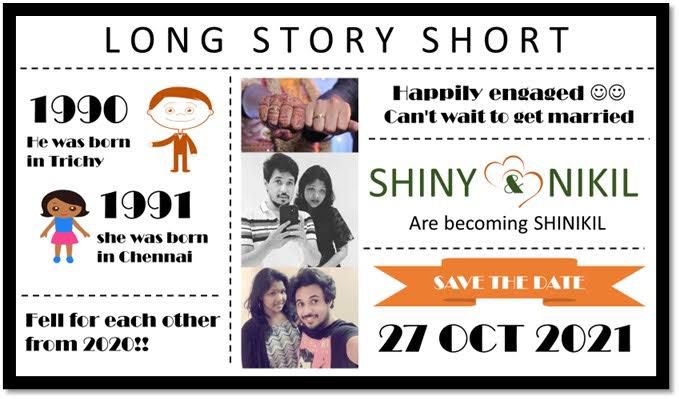 LONG STORY SHORT
1990
He was born
in Trichy
1991
she was born
in Chennai
Fell for each other
from 2020!!
Happily engaged ☺☺
Can't wait to get married
SHINY & NIKIL
Are becoming SHINIKIL
SAVE THE DATE
27 OCT 2021